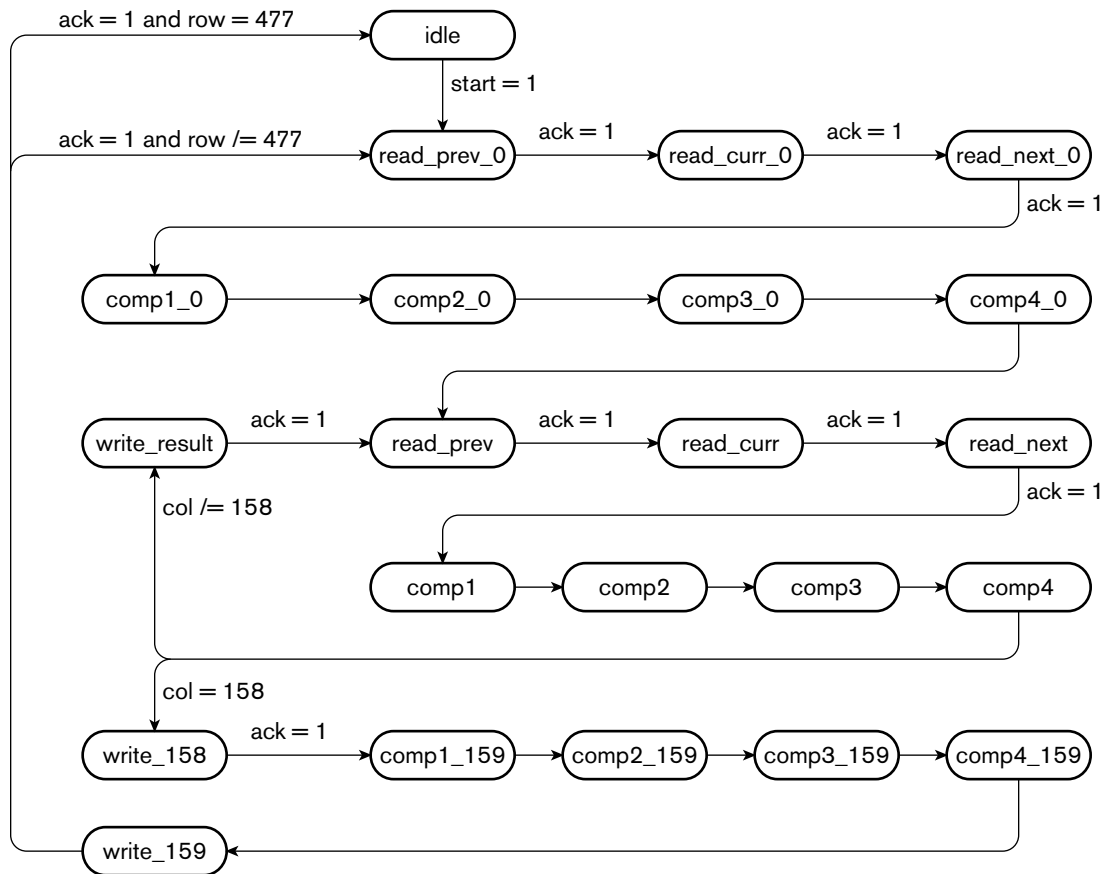 ack = 1 and row = 477
idle
start = 1
ack = 1 and row /= 477
read_prev_0
ack = 1
read_curr_0
ack = 1
read_next_0
ack = 1
comp1_0
comp2_0
comp3_0
comp4_0
write_result
ack = 1
read_prev
ack = 1
read_curr
ack = 1
read_next
ack = 1
col /= 158
comp1
comp2
comp3
comp4
col = 158
write_158
ack = 1
comp1_159
comp2_159
comp3_159
comp4_159
write_159